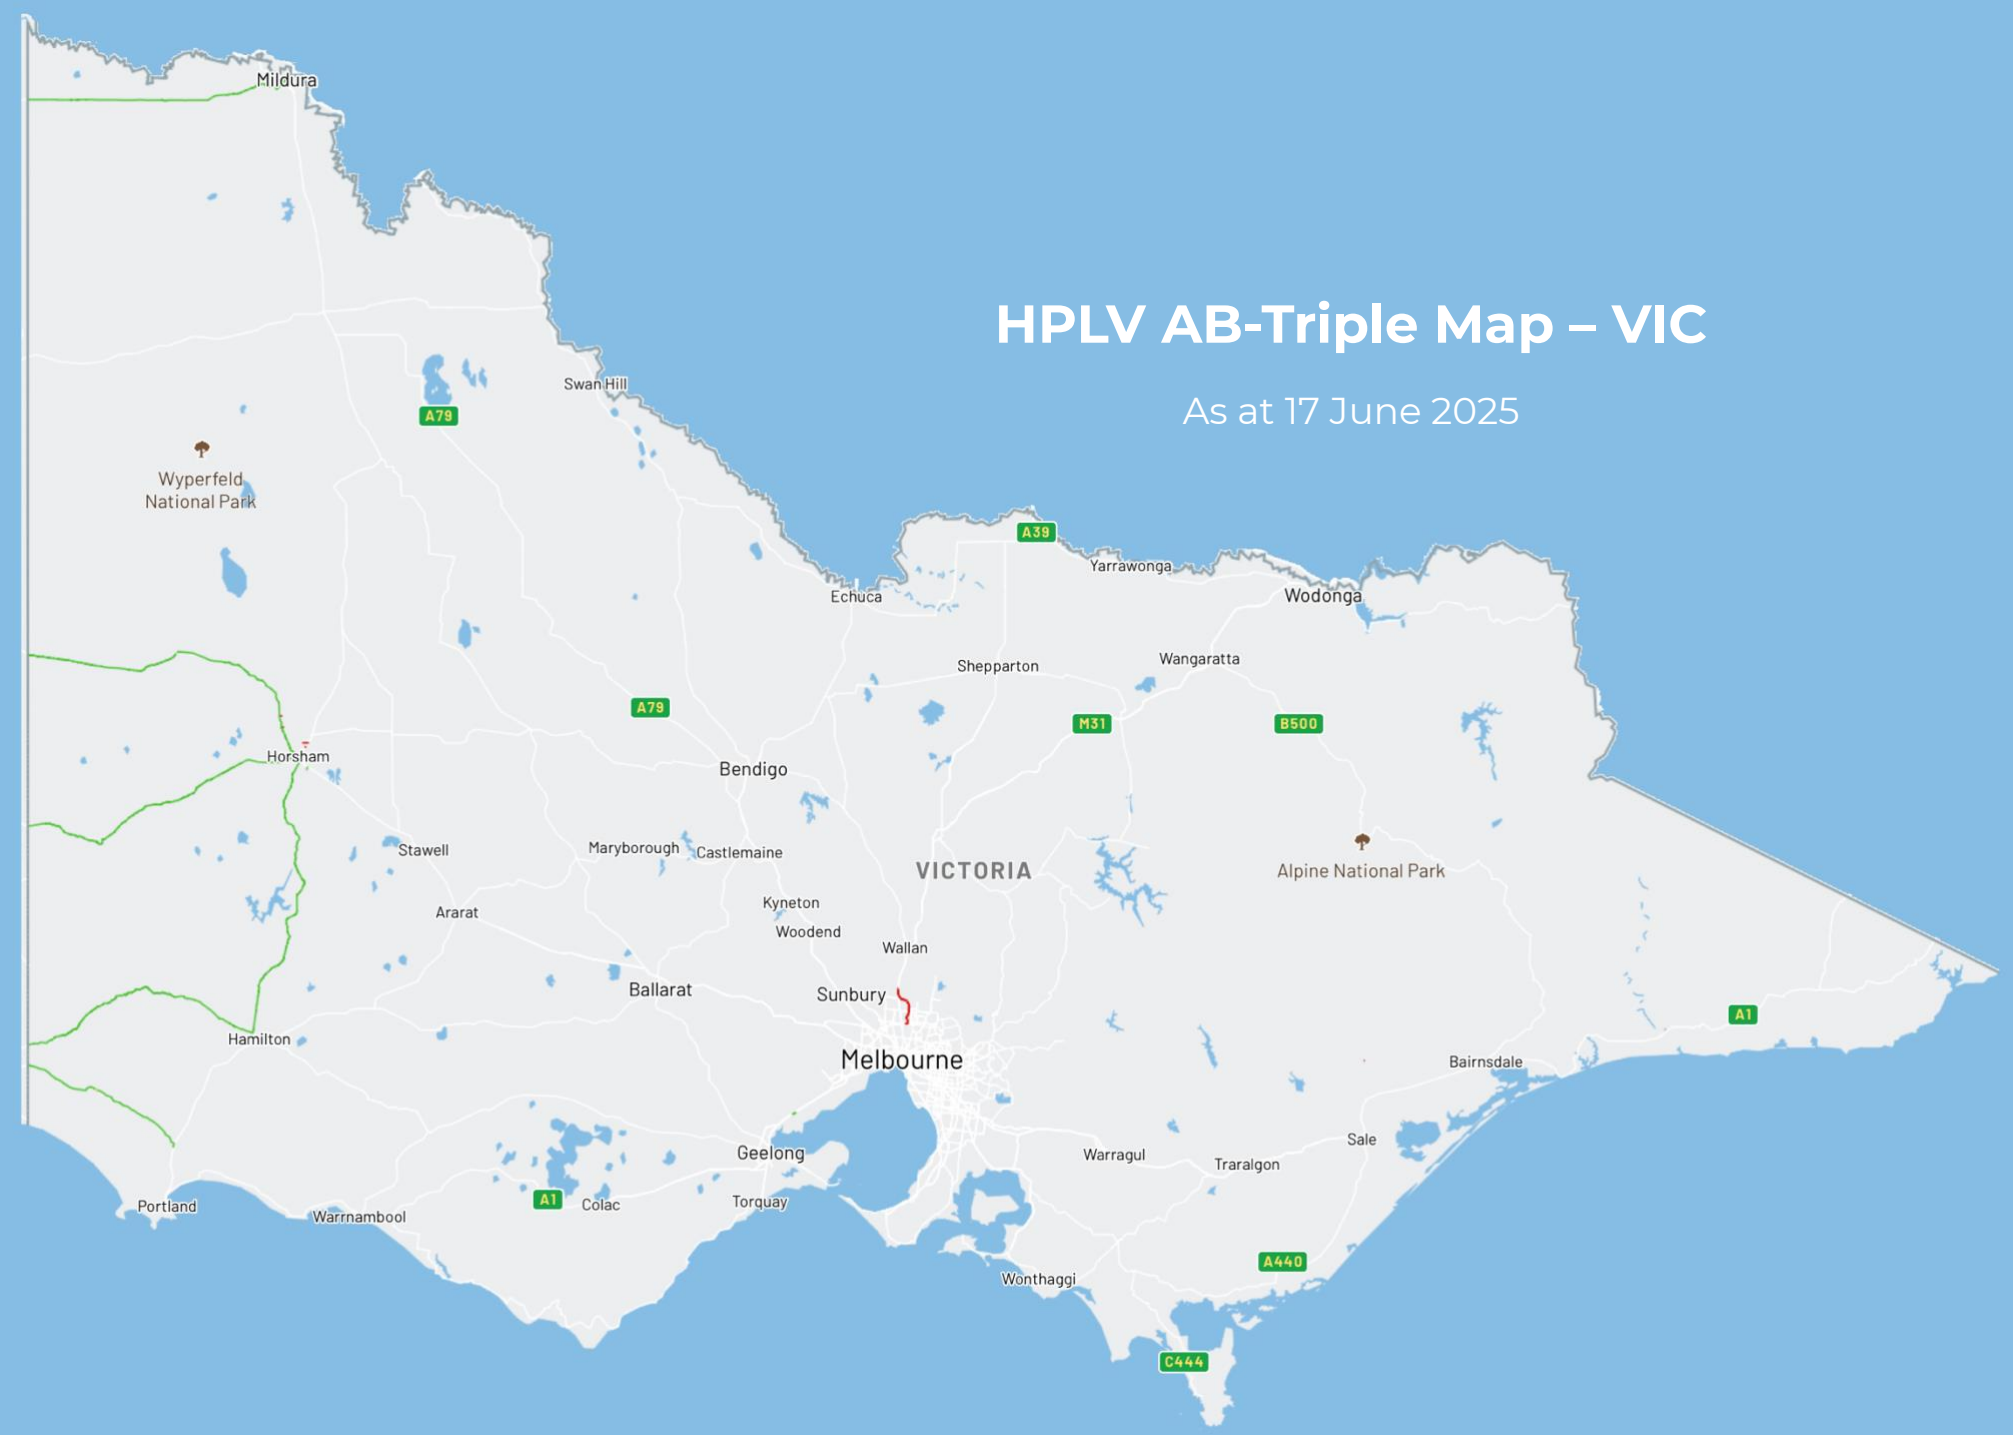 Mildura
HPLV AB-Triple Map – VIC
As at 17 June 2025
Swan Hill
A79
Wyperfeld
National Park
A39
Yarrawonga
Echuca
Wodonga
Shepparton
Wangaratta
A79
M31
B500
Horsham
Bendigo
Stawell
Maryborough
Castlemaine
VICTORIA
Alpine National Park
Kyneton
Ararat
Woodend
Wallan
Ballarat
Sunbury
A1
Hamilton
Melbourne
Bairnsdale
Sale
Geelong
Warragul
Traralgon
A1
Colac
Torquay
Portland
Warrnambool
A440
Wonthaggi
C444